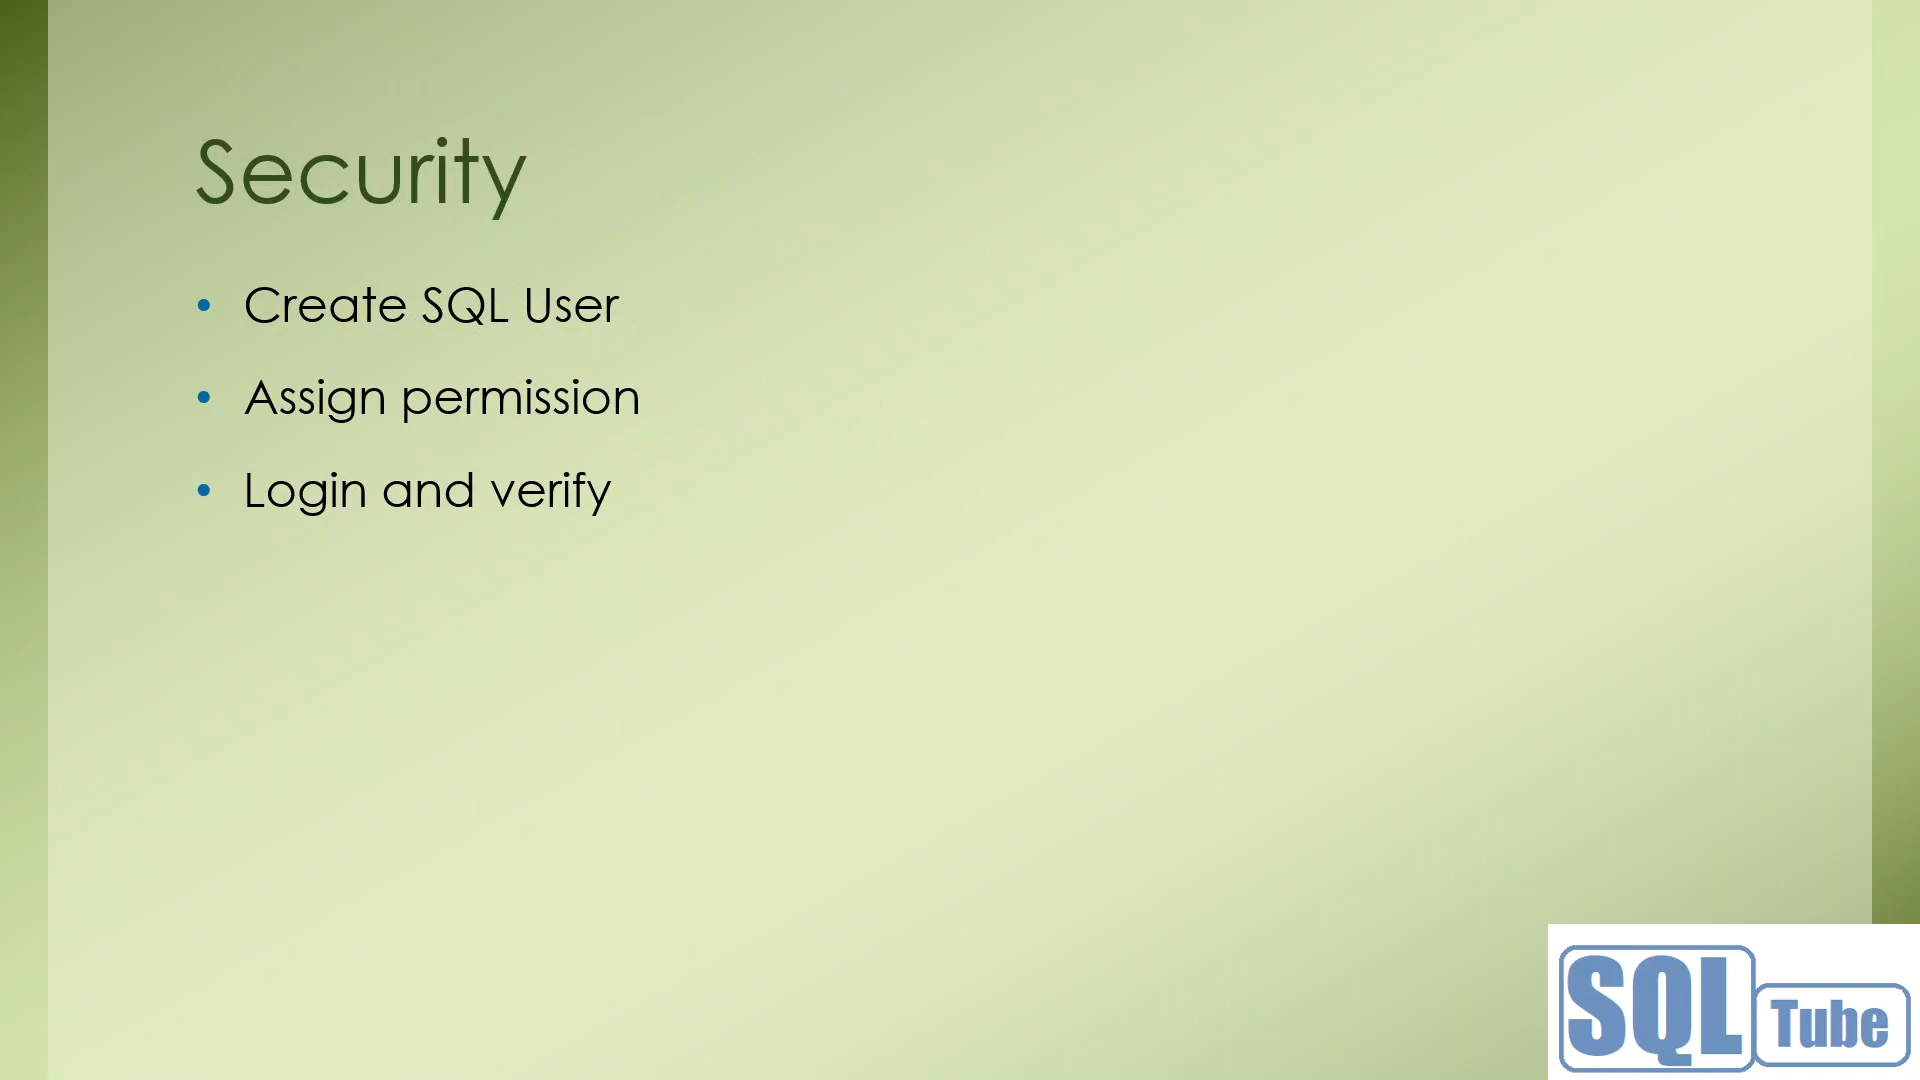 Security
• Create SQL User
• Assign permission
• Login and verify
SQL Tube